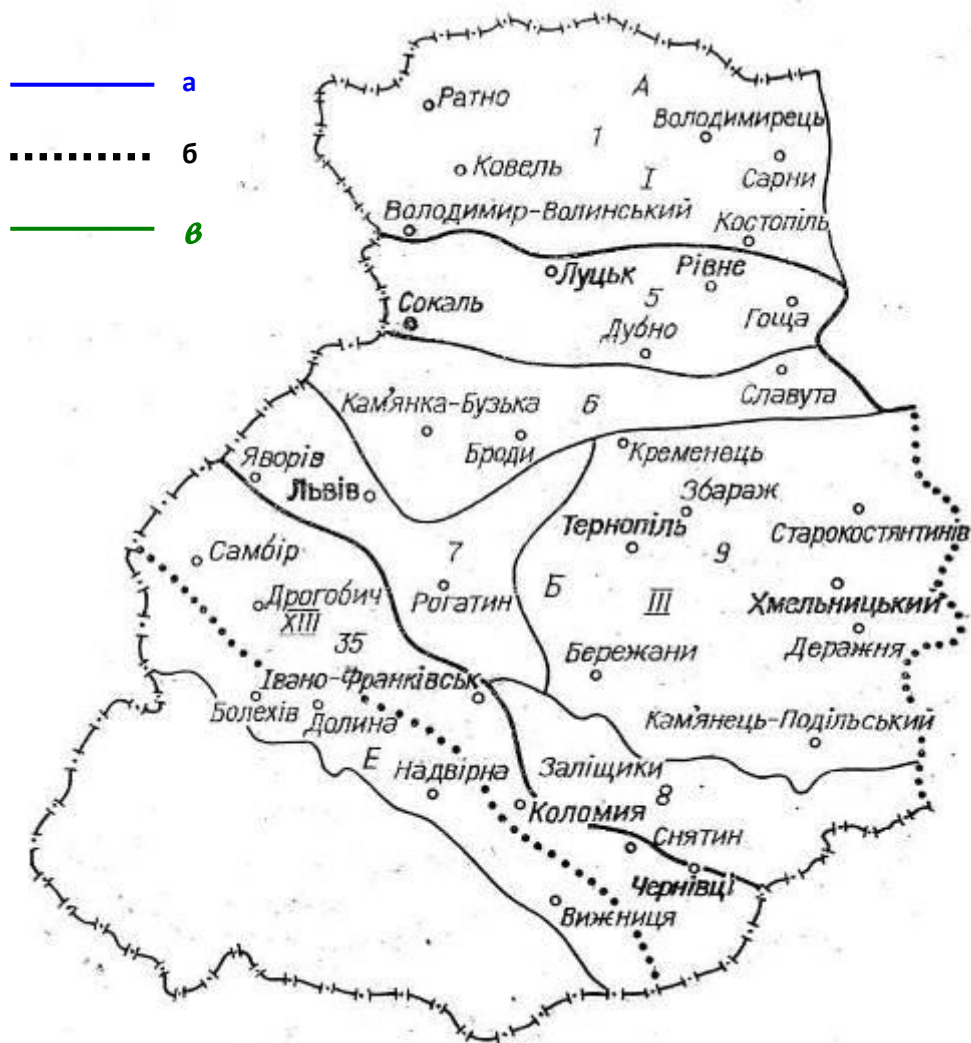 а
б
в
А
Ратно
Володимирець
1
Ковель
I
Сарни
Володимир-Волинський
Костопіль
Луцьк
Рівне
5
Сокаль
Гоща
Дубно
Славута
Кам'янка-Бузька
6
Броди
Кременець
Яворів
Львів
Збараж
Тернопіль
Старокостянтинів
7
9
Самбір
Б
Рогатин
III
Хмельницький
Дрогобич
XIII
35
Деражня
Бережани
Івано-Франківськ
Болехів
Долина
Кам'янець-Подільський
Е
Надвірна
Заліщики
8
Коломия
Снятин
Чернівці
Вижниця